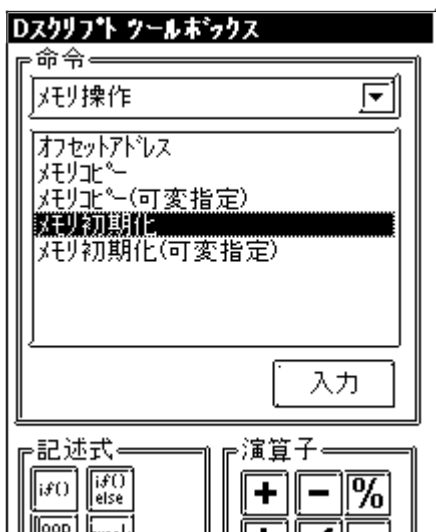 Dｽｸﾘﾌﾟﾄ ﾂｰﾙﾎﾞｯｸｽ
命令
ﾒﾓﾘ操作
ｵﾌｾｯﾄｱﾄﾞﾚｽ
ﾒﾓﾘｺﾋﾟｰ
ﾒﾓﾘｺﾋﾟｰ(可変指定)
ﾒﾓﾘ初期化
ﾒﾓﾘ初期化(可変指定)
入力
記述式
演算子
if()
if()
else
+
-
%
loop